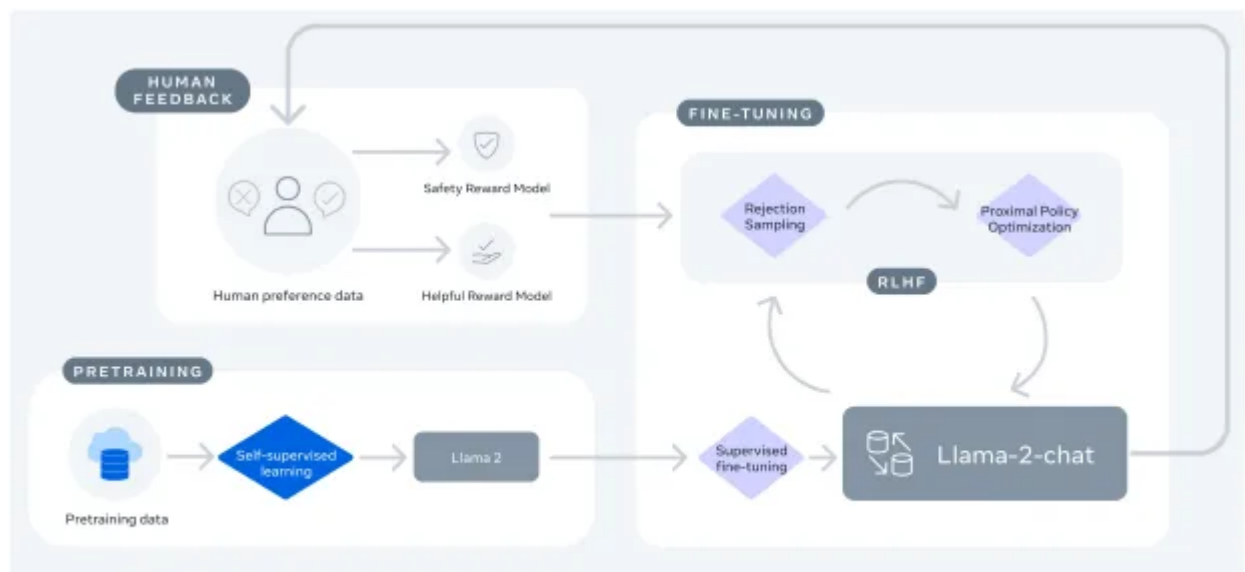 HUMAN
FEEDBACK
Safety Reward Model
Human preference data
Helpful Reward Model
FINE-TUNING
Rejection
Sampling
Proximal Policy
Optimization
RLHF
PRETRAINING
Pretraining data
Self-supervised
learning
Llama 2
Supervised
fine-tuning
Llama-2-chat